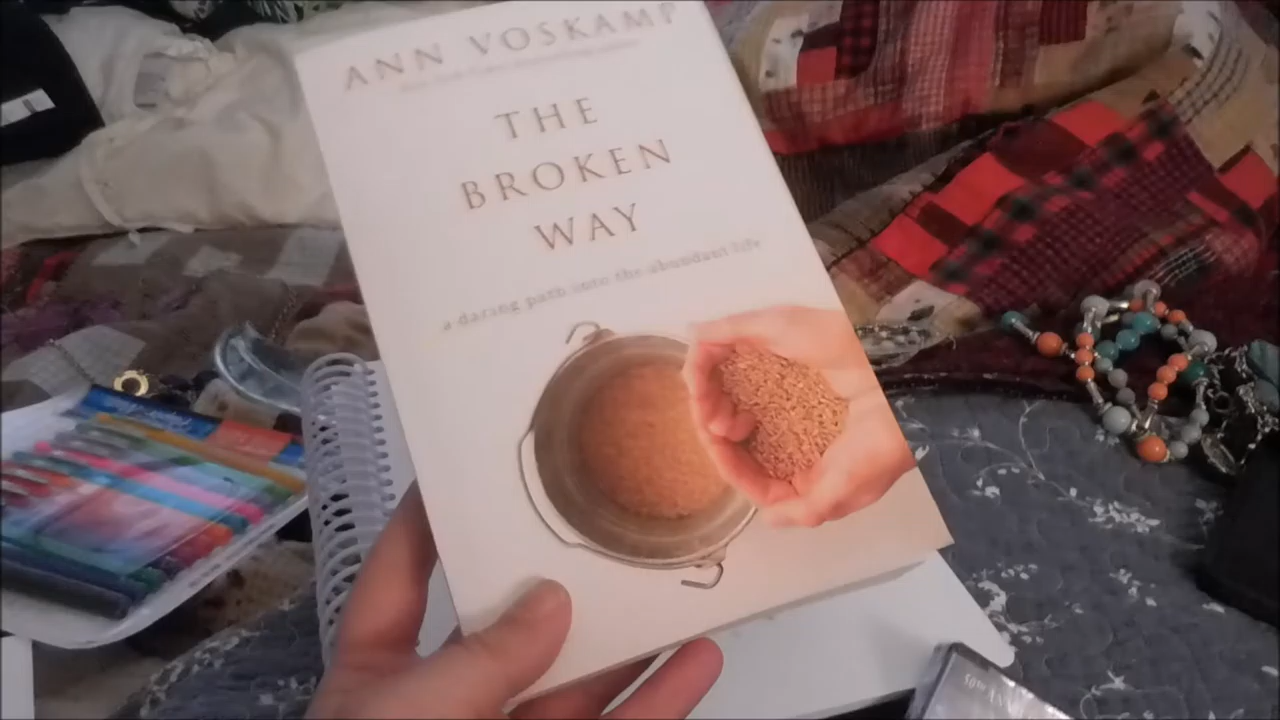 ANN VOSKAMP
THE
BROKEN
WAY
a daring path into the abundant life